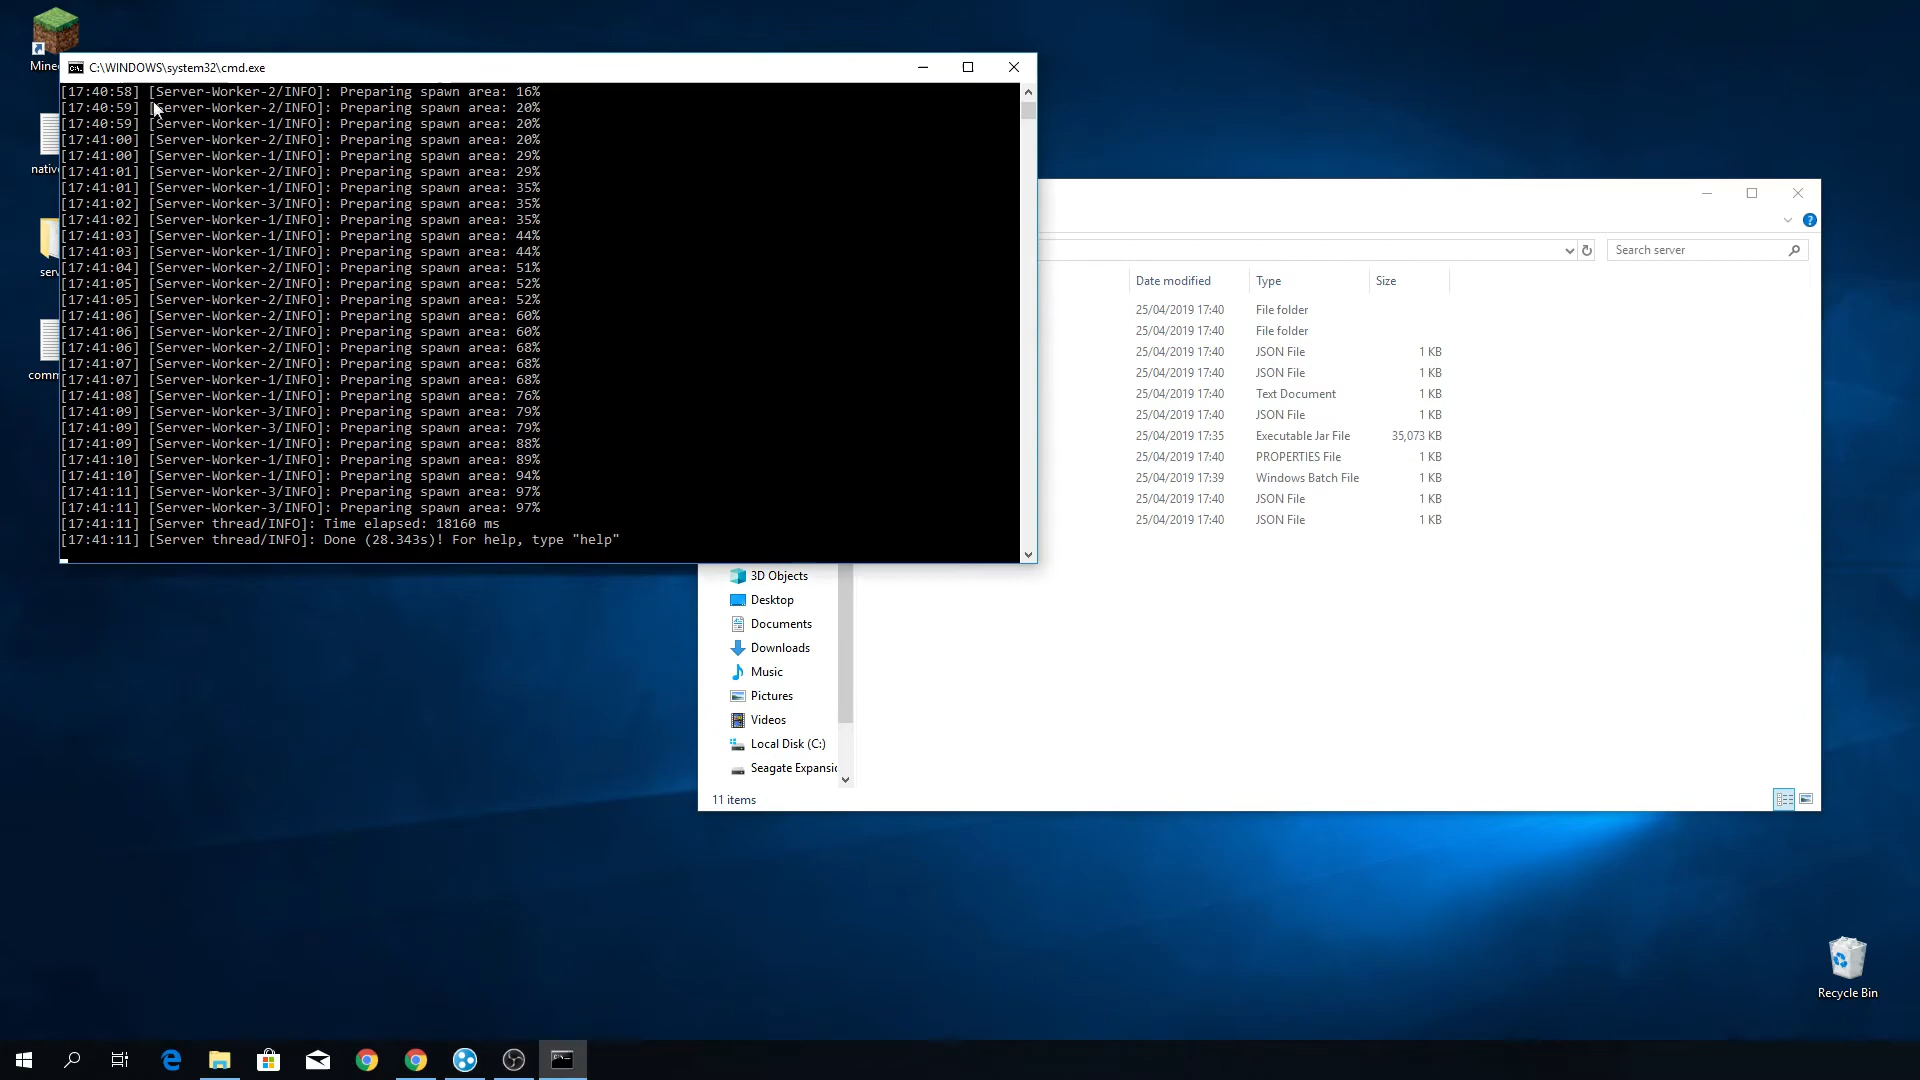 Mine
C:\WINDOWS\system32\cmd.exe
[17:40:58] [Server-Worker-2/INFO]: Preparing spawn area: 16%
[17:40:59] [Server-Worker-2/INFO]: Preparing spawn area: 20%
[17:40:59] [Server-Worker-1/INFO]: Preparing spawn area: 20%
[17:41:00] [Server-Worker-2/INFO]: Preparing spawn area: 20%
[17:41:00] [Server-Worker-1/INFO]: Preparing spawn area: 29%
[17:41:01] [Server-Worker-2/INFO]: Preparing spawn area: 29%
[17:41:01] [Server-Worker-1/INFO]: Preparing spawn area: 35%
[17:41:02] [Server-Worker-3/INFO]: Preparing spawn area: 35%
[17:41:02] [Server-Worker-1/INFO]: Preparing spawn area: 35%
[17:41:03] [Server-Worker-1/INFO]: Preparing spawn area: 44%
[17:41:03] [Server-Worker-1/INFO]: Preparing spawn area: 44%
[17:41:04] [Server-Worker-2/INFO]: Preparing spawn area: 51%
[17:41:05] [Server-Worker-2/INFO]: Preparing spawn area: 52%
[17:41:05] [Server-Worker-2/INFO]: Preparing spawn area: 52%
[17:41:06] [Server-Worker-2/INFO]: Preparing spawn area: 60%
[17:41:06] [Server-Worker-2/INFO]: Preparing spawn area: 60%
[17:41:06] [Server-Worker-2/INFO]: Preparing spawn area: 68%
[17:41:07] [Server-Worker-2/INFO]: Preparing spawn area: 68%
[17:41:07] [Server-Worker-1/INFO]: Preparing spawn area: 68%
[17:41:08] [Server-Worker-1/INFO]: Preparing spawn area: 76%
[17:41:09] [Server-Worker-3/INFO]: Preparing spawn area: 79%
[17:41:09] [Server-Worker-3/INFO]: Preparing spawn area: 79%
[17:41:09] [Server-Worker-1/INFO]: Preparing spawn area: 88%
[17:41:10] [Server-Worker-1/INFO]: Preparing spawn area: 89%
[17:41:10] [Server-Worker-1/INFO]: Preparing spawn area: 94%
[17:41:11] [Server-Worker-3/INFO]: Preparing spawn area: 97%
[17:41:11] [Server-Worker-3/INFO]: Preparing spawn area: 97%
[17:41:11] [Server thread/INFO]: Time elapsed: 18160 ms
[17:41:11] [Server thread/INFO]: Done (28.343s)! For help, type "help"
nativ
serv
comm
Search server
Date modified Type Size
25/04/2019 17:40 File folder
25/04/2019 17:40 File folder
25/04/2019 17:40 JSON File 1 KB
25/04/2019 17:40 JSON File 1 KB
25/04/2019 17:40 Text Document 1 KB
25/04/2019 17:40 JSON File 1 KB
25/04/2019 17:35 Executable Jar File 35,073 KB
25/04/2019 17:40 PROPERTIES File 1 KB
25/04/2019 17:39 Windows Batch File 1 KB
25/04/2019 17:40 JSON File 1 KB
25/04/2019 17:40 JSON File 1 KB
3D Objects
Desktop
Documents
Downloads
Music
Pictures
Videos
Local Disk (C:)
Seagate Expansio
11 items
Recycle Bin